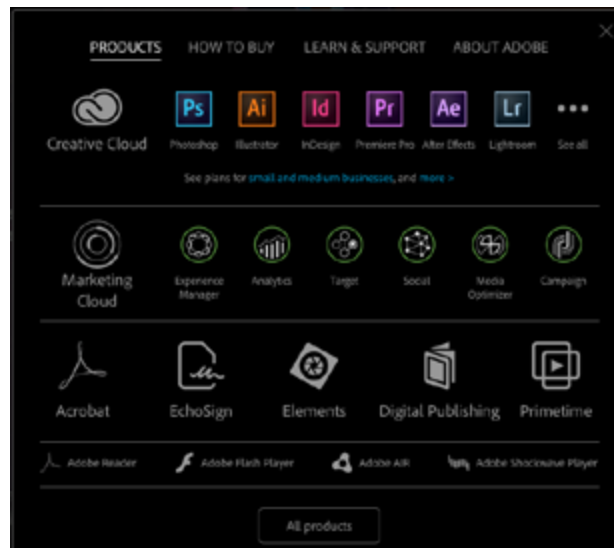 PRODUCTS HOW TO BUY LEARN & SUPPORT ABOUT ADOBE
Ps Ai Id Pr Ae Lr
Creative Cloud Photoshop Illustrator InDesign Premiere Pro After Effects Lightroom See all
See plans for small and medium businesses, and more >
Marketing Cloud
Experience Manager
Analytics
Target
Social
Media Optimizer
Campaign
Acrobat EchoSign Elements Digital Publishing Primetime
Adobe Reader Adobe Flash Player Adobe AIR Adobe Shockwave Player
All products